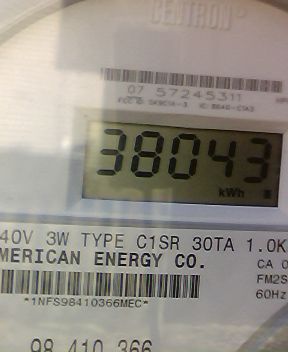 CENTRON®
07 57245311
38043
kWh
40V 3W TYPE C1SR 30TA 1.0K
MERICAN ENERGY CO.
CA 0
FM2S
60Hz
*1NFS98410366MEC*
98 410 366